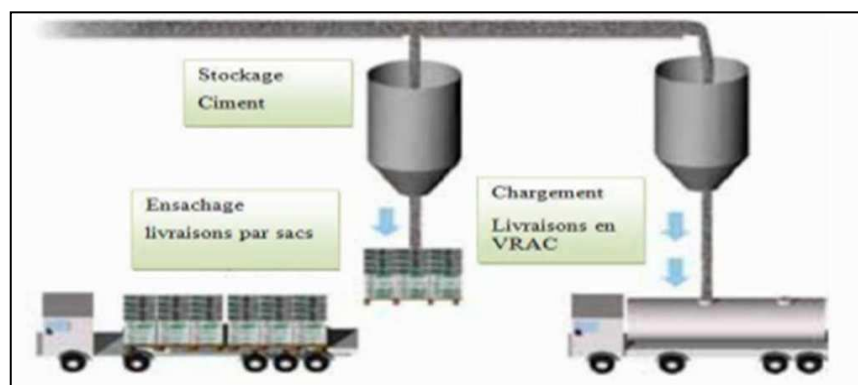 Stockage
Ciment
Ensachage
livraisons par sacs
Chargement
Livraisons en
VRAC